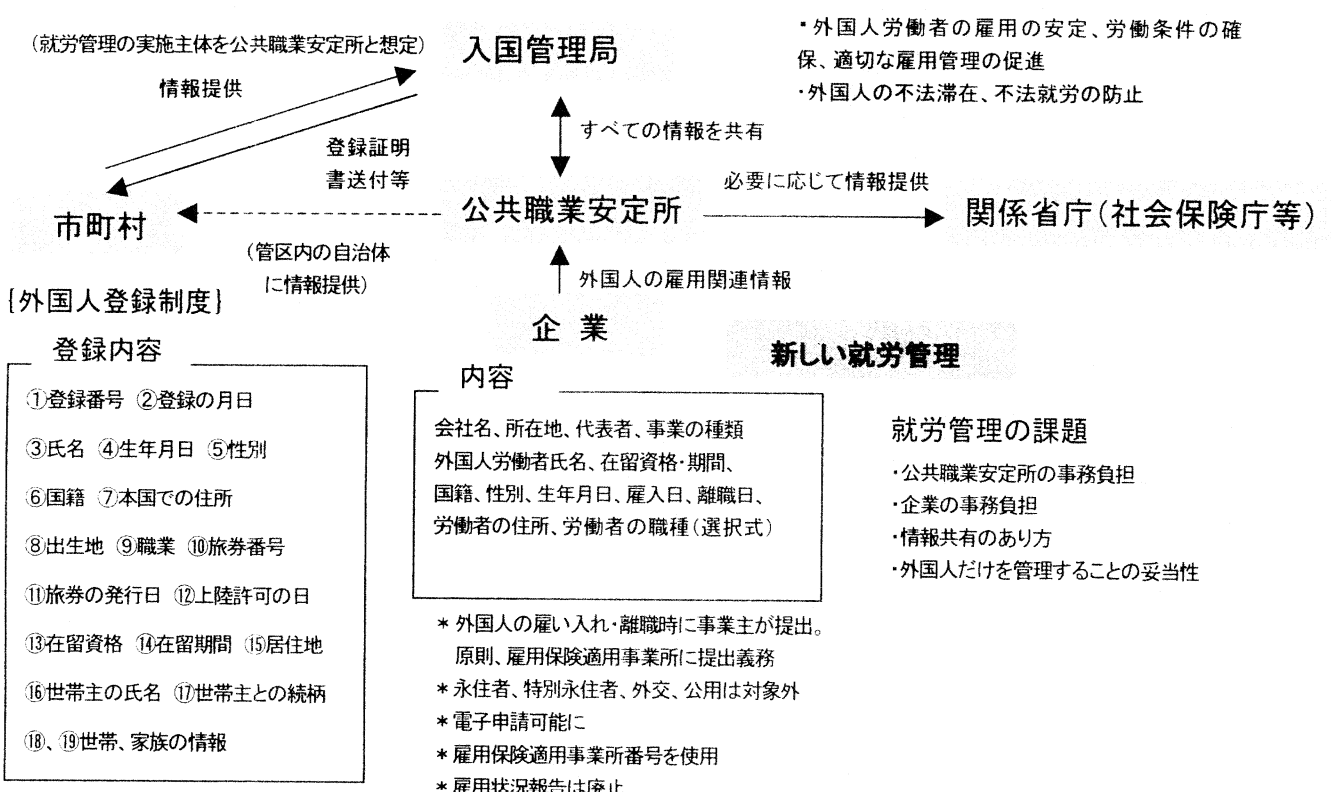 (就労管理の実施主体を公共職業安定所と想定)
入国管理局
・外国人労働者の雇用の安定、労働条件の確
保、適切な雇用管理の促進
・外国人の不法滞在、不法就労の防止
情報提供
すべての情報を共有
登録証明
書送付等
必要に応じて情報提供
市町村
公共職業安定所
関係省庁(社会保険庁等)
(管区内の自治体
に情報提供)
外国人の雇用関連情報
{外国人登録制度}
企 業
新しい就労管理
登録内容
①登録番号 ②登録の月日
③氏名 ④生年月日 ⑤性別
⑥国籍 ⑦本国での住所
⑧出生地 ⑨職業 ⑩旅券番号
⑪旅券の発行日 ⑫上陸許可の日
⑬在留資格 ⑭在留期間 ⑮居住地
⑯世帯主の氏名 ⑰世帯主との続柄
⑱、⑲世帯、家族の情報
内容
会社名、所在地、代表者、事業の種類
外国人労働者氏名、在留資格・期間、
国籍、性別、生年月日、雇入日、離職日、
労働者の住所、労働者の職種(選択式)
*外国人の雇い入れ・離職時に事業主が提出。
原則、雇用保険適用事業所に提出義務
*永住者、特別永住者、外交、公用は対象外
*電子申請可能に
*雇用保険適用事業所番号を使用
*雇用状況報告は廃止
就労管理の課題
・公共職業安定所の事務負担
・企業の事務負担
・情報共有のあり方
・外国人だけを管理することの妥当性